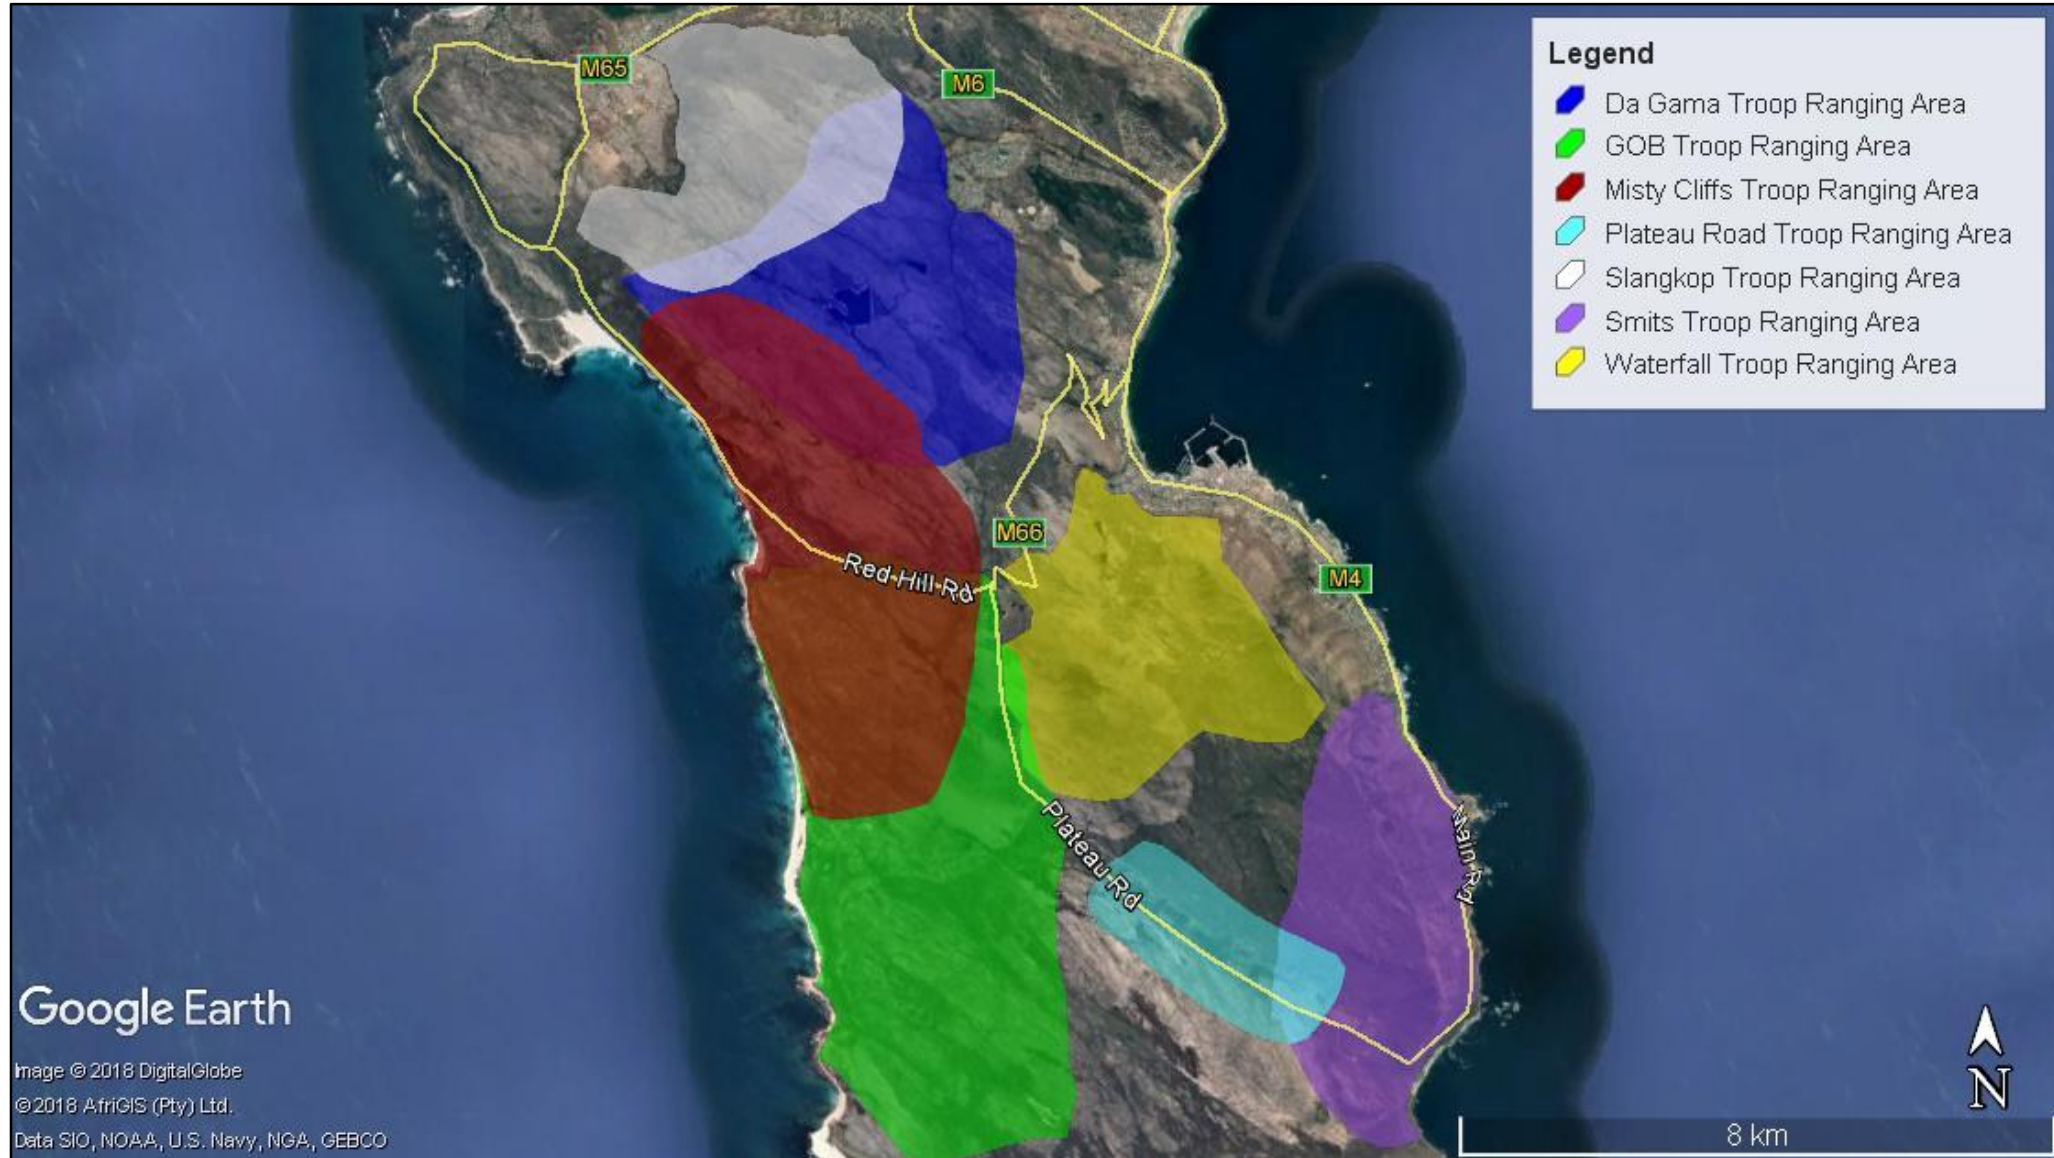 Legend
Da Gama Troop Ranging Area
GOB Troop Ranging Area
Misty Cliffs Troop Ranging Area
Plateau Road Troop Ranging Area
Slangkop Troop Ranging Area
Smits Troop Ranging Area
Waterfall Troop Ranging Area
M65
M6
M66
Red Hill Rd
M4
Plateau Rd
Main Rd
Google Earth
Image © 2018 DigitalGlobe
© 2018 AfriGIS (Pty) Ltd.
Data SIO, NOAA, U.S. Navy, NGA, GEBCO
N
8 km